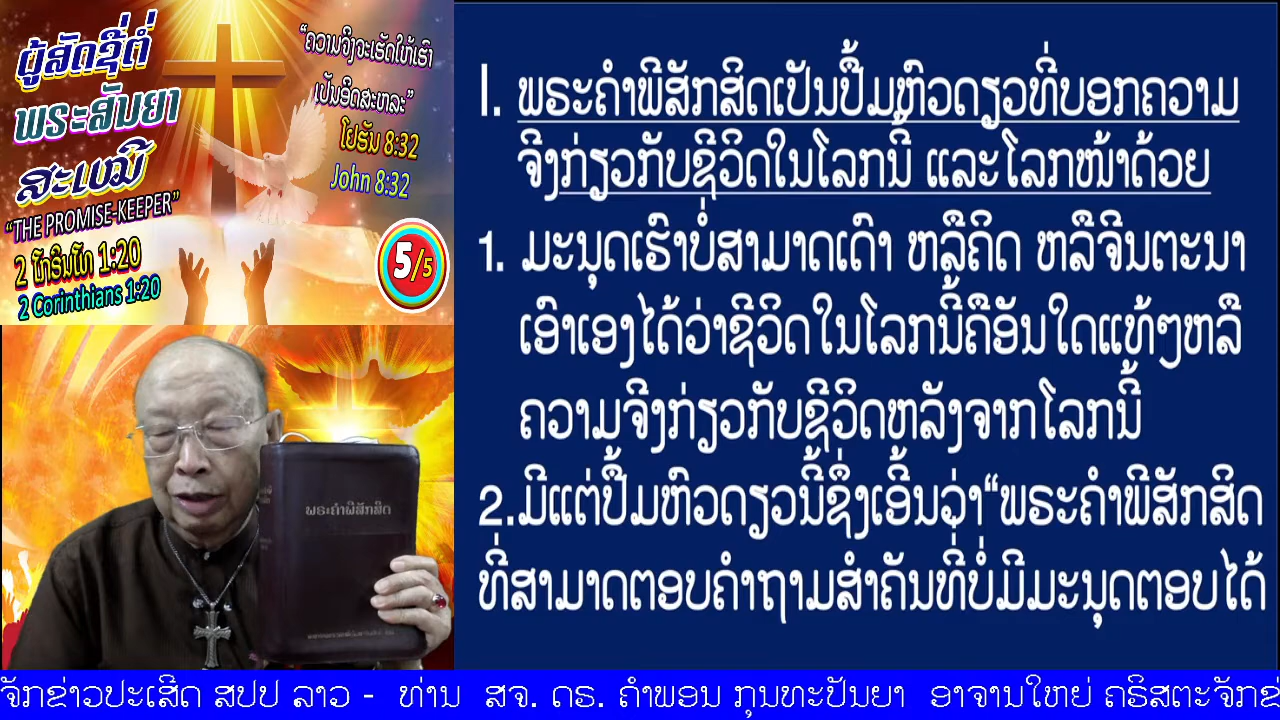 ຜູ້ສັດຊື່ຕໍ່
ພຣະສັນຍາ
ສະເໝີ
“THE PROMISE-KEEPER”
2 ໂກຣິນໂທ 1:20
2 Corinthians 1:20
“ຄວາມຈິງຈະເຮັດໃຫ້ເຮົາ
ເປັນອິດສະຫລະ”
ໂຢຮັນ 8:32
John 8:32
5/5
I. ພຣະຄຳພີສັກສິດເປັນປື້ມຫົວດຽວທີ່ບອກຄວາມ
ຈີງກ່ຽວກັບຊີວິດໃນໂລກນີ້ ແລະໂລກໜ້າດ້ວຍ
1. ມະນຸດເຮົາບໍ່ສາມາດເດົາ ຫລືຄິດ ຫລືຈີນຕະນາ
ເອົາເອງໄດ້ວ່າຊີວິດໃນໂລກນີ້ຄືອັນໃດແທ້ໆຫລື
ຄວາມຈີງກ່ຽວກັບຊີວິດຫລັງຈາກໂລກນີ້
2.ມີແຕ່ປື້ມຫົວດຽວນີ້ຊຶ່ງເອີ້ນວ່າ“ພຣະຄຳພີສັກສິດ
ທີ່ສາມາດຕອບຄຳຖາມສຳຄັນທີ່ບໍ່ມີມະນຸດຕອບໄດ້
ພຣະຄຳພີສັກສິດ
ຈັກຂ່າວປະເສີດ ສປປ ລາວ - ທ່ານ ສຈ. ດຣ. ຄຳພອນ ກຸນທະປັນຍາ ອາຈານໃຫຍ່ ຄຣິສຕະຈັກຂ່